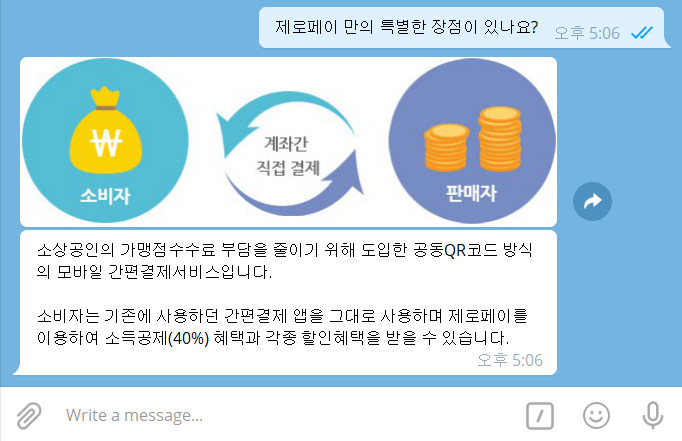 제로페이 만의 특별한 장점이 있나요? 오후 5:06
₩
소비자
계좌간
직접 결제
판매자
소상공인의 가맹점수수료 부담을 줄이기 위해 도입한 공동QR코드 방식
의 모바일 간편결제서비스입니다.
소비자는 기존에 사용하던 간편결제 앱을 그대로 사용하며 제로페이를
이용하여 소득공제(40%) 혜택과 각종 할인혜택을 받을 수 있습니다.
오후 5:06
Write a message...